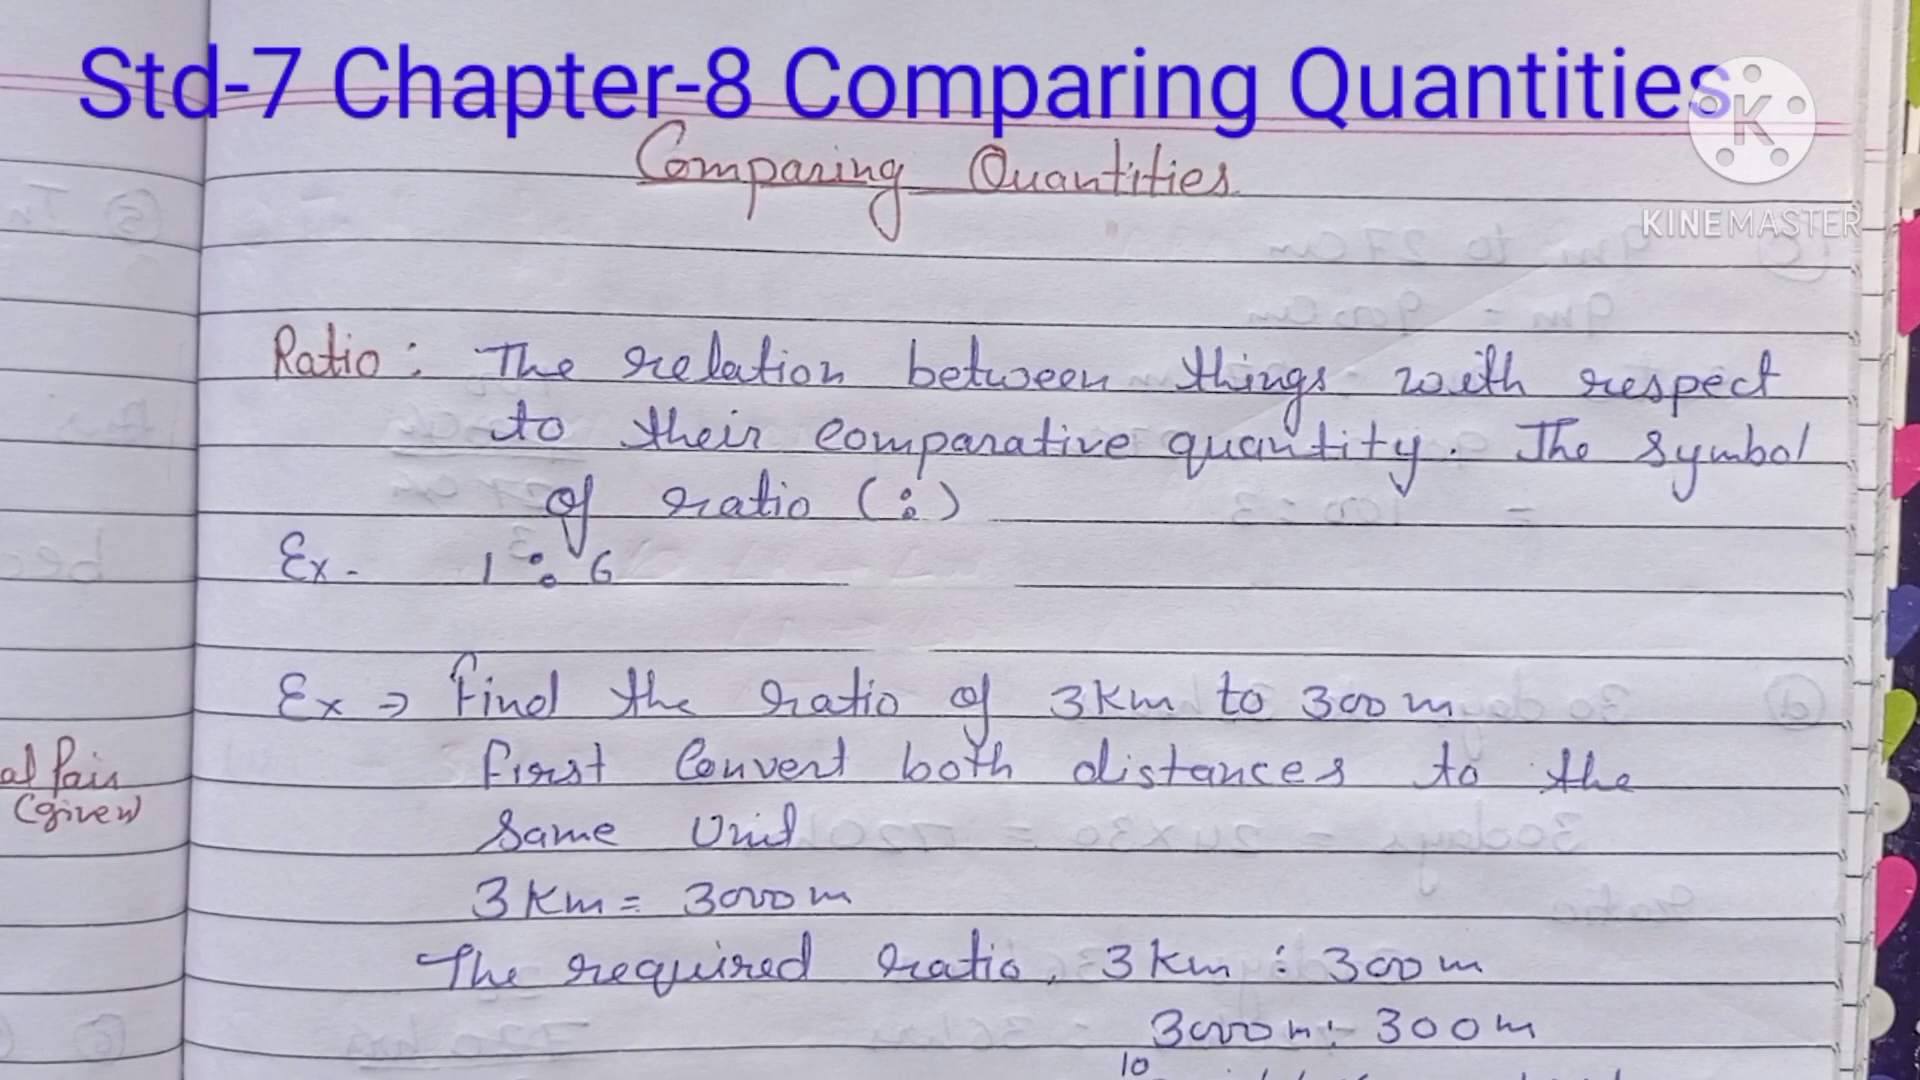 Std-7 Chapter-8 Comparing Quantities
K
KINEMASTER
Comparing Quantities
Ratio : The relation between things with respect
to their comparative quantity. The symbol
of ratio (:)
Ex - 1 : 6
Ex → Find the ratio of 3 km to 300 m
First Convert both distances to the
Same Unit
3 Km = 3000 m
al Pair
(given)
The required ratio, 3 km : 300 m
3000 m : 300 m
10